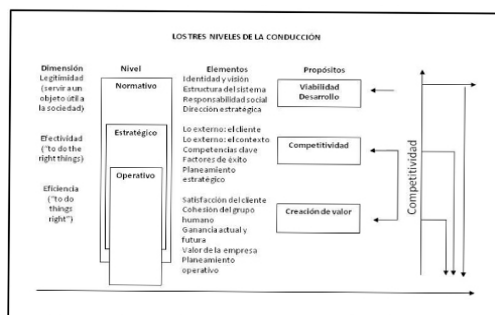 LOS TRES NIVELES DE LA CONDUCCIÓN
Dimensión
Legitimidad
(servir a un
objeto útil a
la sociedad)
Efectividad
("to do the
right things)
Eficiencia
("to do
things
right")
Nivel
Normativo
Estratégico
Operativo
Elementos
Identidad y visión
Estructura del sistema
Responsabilidad social
Dirección estratégica
Lo externo: el cliente
Lo externo: el contexto
Competencias clave
Factores de éxito
Planeamiento
estratégico
Satisfacción del cliente
Cohesión del grupo
humano
Ganancia actual y
futura
Valor de la empresa
Planeamiento
operativo
Propósitos
Viabilidad
Desarrollo
Competitividad
Creación de valor
Competitividad